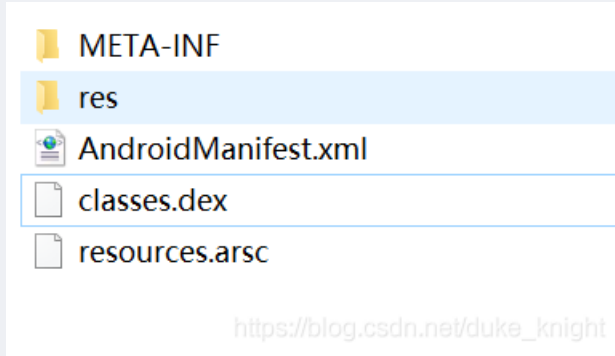 META-INF
res
AndroidManifest.xml
classes.dex
resources.arsc
https://blog.csdn.net/duke_knight